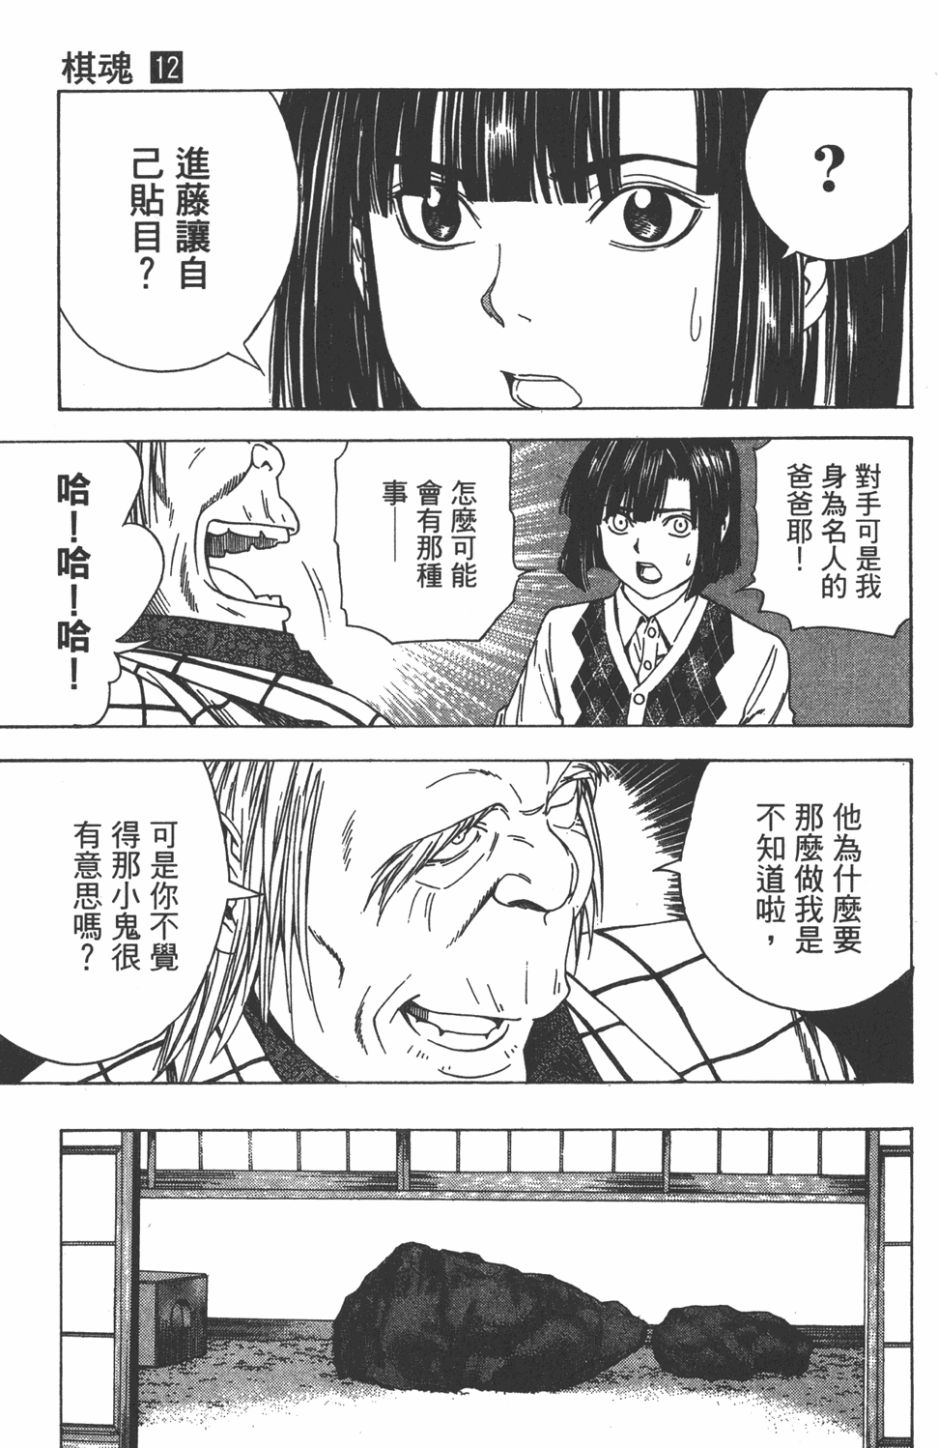 棋魂 12
?
進藤讓自
己貼目?
對手可是我
身為名人的
爸爸耶!
怎麼可能
會有那種
事——
哈!哈!哈!
他為什麼要
那麼做我是
不知道啦,
可是你不覺
得那小鬼很
有意思嗎?